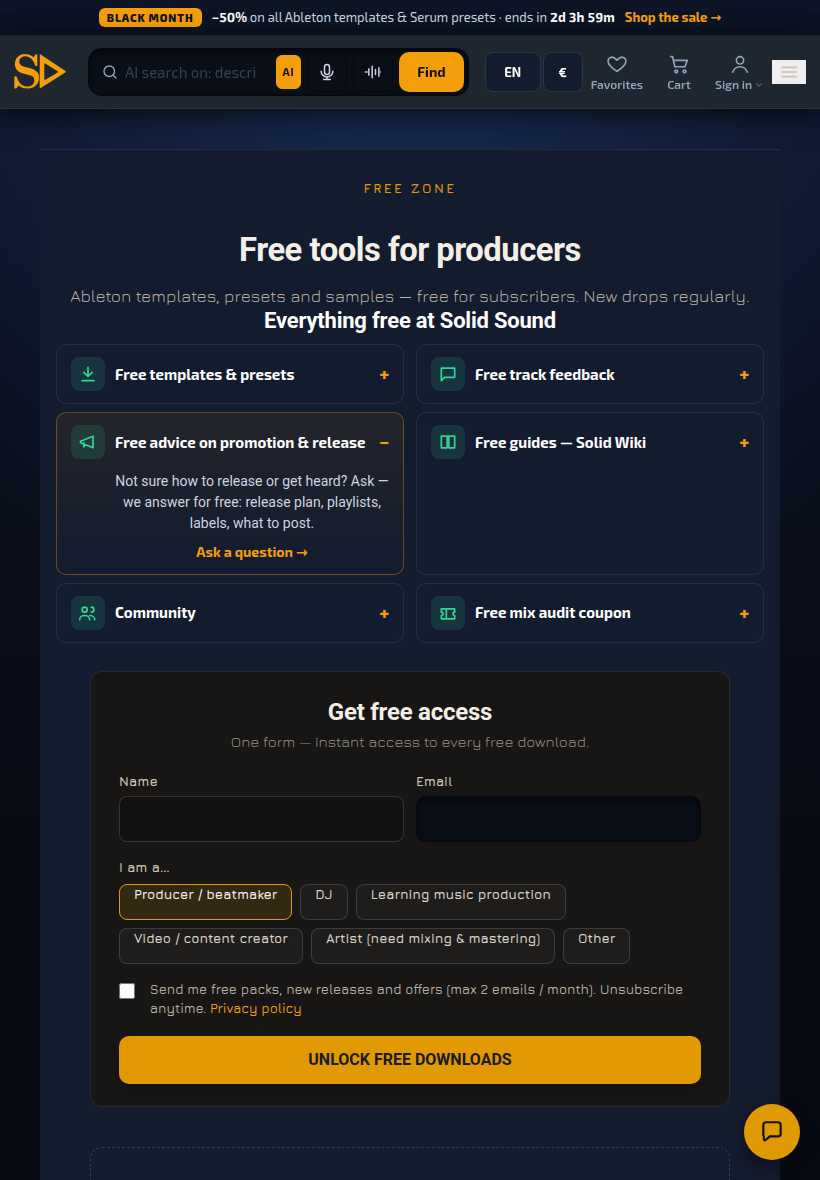 BLACK MONTH −50% on all Ableton templates & Serum presets · ends in 2d 3h 59m Shop the sale →
S
AI search on: descri
AI
Find
EN
€
Favorites
Cart
Sign in
FREE ZONE
Free tools for producers
Ableton templates, presets and samples — free for subscribers. New drops regularly.
Everything free at Solid Sound
Free templates & presets +
Free track feedback +
Free advice on promotion & release −
Not sure how to release or get heard? Ask —
we answer for free: release plan, playlists,
labels, what to post.
Ask a question →
Free guides — Solid Wiki +
Community +
Free mix audit coupon +
Get free access
One form — instant access to every free download.
Name
Email
I am a...
Producer / beatmaker
DJ
Learning music production
Video / content creator
Artist (need mixing & mastering)
Other
Send me free packs, new releases and offers (max 2 emails / month). Unsubscribe
anytime. Privacy policy
UNLOCK FREE DOWNLOADS